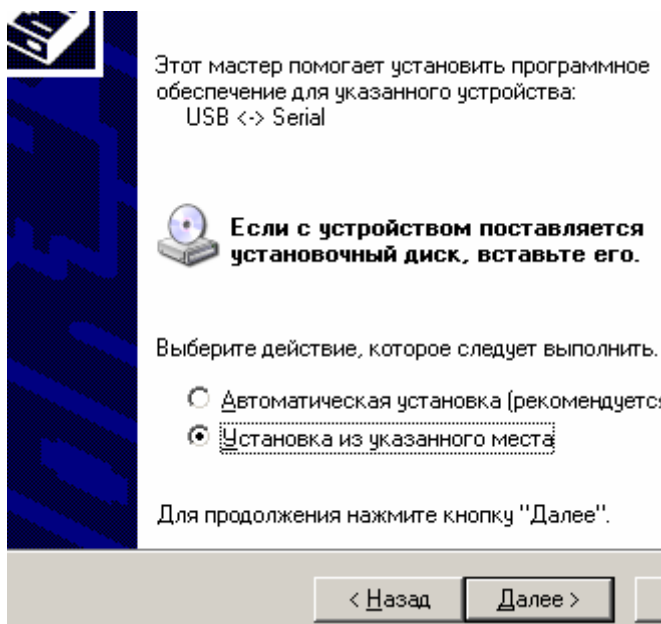 Этот мастер помогает установить программное
обеспечение для указанного устройства:
USB <-> Serial
Если с устройством поставляется
установочный диск, вставьте его.
Выберите действие, которое следует выполнить.
Автоматическая установка (рекомендуетс
Установка из указанного места
Для продолжения нажмите кнопку "Далее".
< Назад Далее >